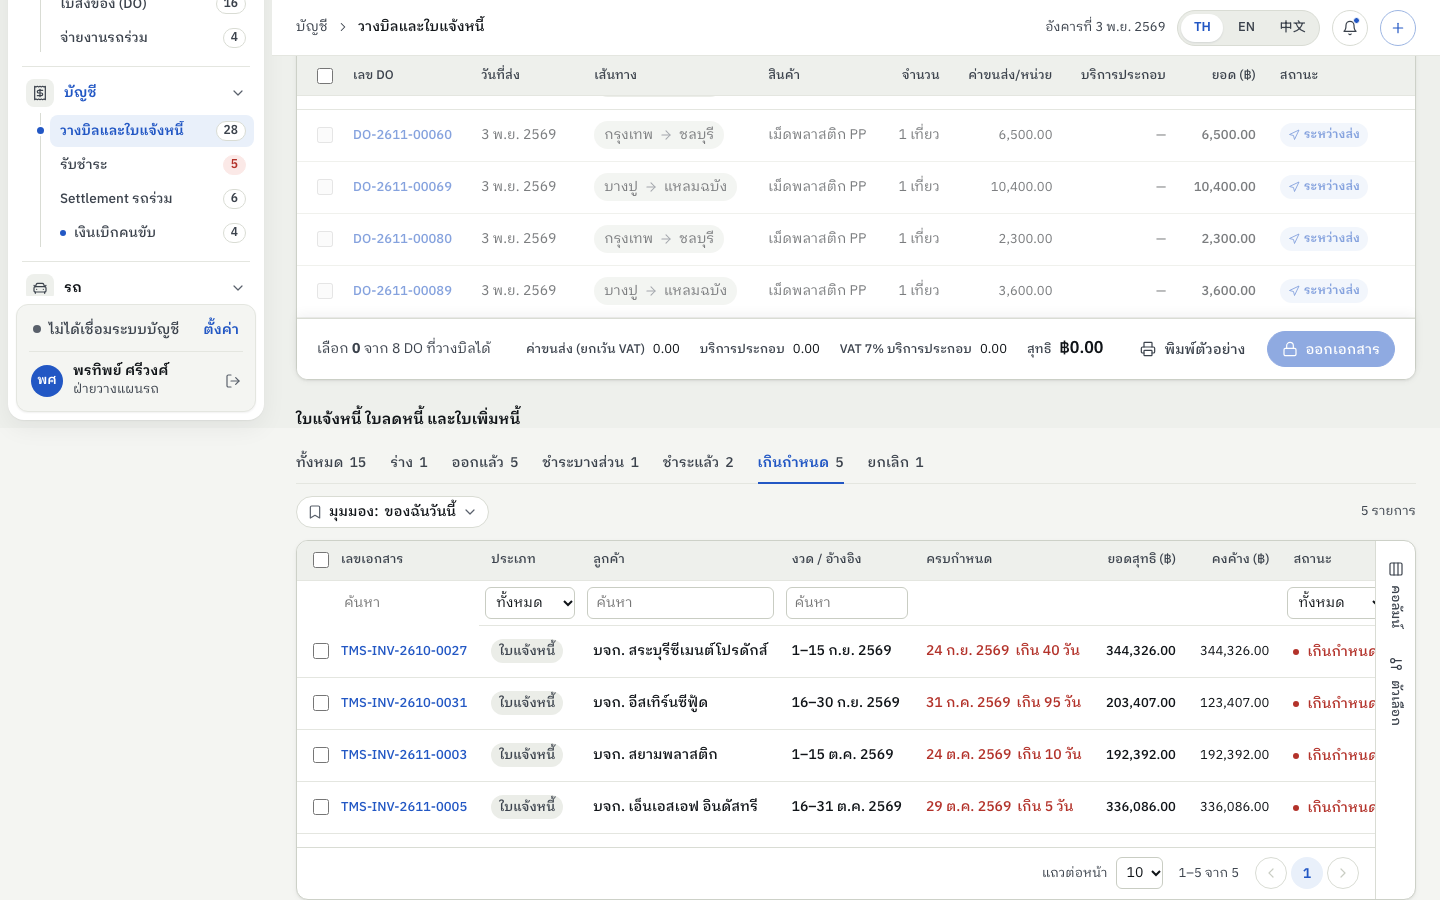 ใบส่งของ (DO) 16
จ่ายงานรถร่วม 4
บัญชี
วางบิลและใบแจ้งหนี้ 28
รับชำระ 5
Settlement รถร่วม 6
เงินเบิกคนขับ 4
รถ
ไม่ได้เชื่อมระบบบัญชี ตั้งค่า
พศ พรทิพย์ ศรีวงศ์
ฝ่ายวางแผนรถ
บัญชี > วางบิลและใบแจ้งหนี้ อังคารที่ 3 พ.ย. 2569 TH EN 中文
เลข DO วันที่ส่ง เส้นทาง สินค้า จำนวน ค่าขนส่ง/หน่วย บริการประกอบ ยอด (฿) สถานะ
DO-2611-00060 3 พ.ย. 2569 กรุงเทพ → ชลบุรี เม็ดพลาสติก PP 1 เที่ยว 6,500.00 — 6,500.00 ระหว่างส่ง
DO-2611-00069 3 พ.ย. 2569 บางปู → แหลมฉบัง เม็ดพลาสติก PP 1 เที่ยว 10,400.00 — 10,400.00 ระหว่างส่ง
DO-2611-00080 3 พ.ย. 2569 กรุงเทพ → ชลบุรี เม็ดพลาสติก PP 1 เที่ยว 2,300.00 — 2,300.00 ระหว่างส่ง
DO-2611-00089 3 พ.ย. 2569 บางปู → แหลมฉบัง เม็ดพลาสติก PP 1 เที่ยว 3,600.00 — 3,600.00 ระหว่างส่ง
เลือก 0 จาก 8 DO ที่วางบิลได้ ค่าขนส่ง (ยกเว้น VAT) 0.00 บริการประกอบ 0.00 VAT 7% บริการประกอบ 0.00 สุทธิ ฿0.00 พิมพ์ตัวอย่าง ออกเอกสาร
ใบแจ้งหนี้ ใบลดหนี้ และใบเพิ่มหนี้
ทั้งหมด 15 ร่าง 1 ออกแล้ว 5 ชำระบางส่วน 1 ชำระแล้ว 2 เกินกำหนด 5 ยกเลิก 1
มุมมอง: ของฉันวันนี้ 5 รายการ
เลขเอกสาร ประเภท ลูกค้า งวด / อ้างอิง ครบกำหนด ยอดสุทธิ (฿) คงค้าง (฿) สถานะ
ค้นหา ทั้งหมด ค้นหา ค้นหา ทั้งหมด
TMS-INV-2610-0027 ใบแจ้งหนี้ บจก. สระบุรีซีเมนต์โปรดักส์ 1–15 ก.ย. 2569 24 ก.ย. 2569 เกิน 40 วัน 344,326.00 344,326.00 เกินกำหนด
TMS-INV-2610-0031 ใบแจ้งหนี้ บจก. อีสเทิร์นซีฟู้ด 16–30 ก.ย. 2569 31 ก.ค. 2569 เกิน 95 วัน 203,407.00 123,407.00 เกินกำหนด
TMS-INV-2611-0003 ใบแจ้งหนี้ บจก. สยามพลาสติก 1–15 ต.ค. 2569 24 ต.ค. 2569 เกิน 10 วัน 192,392.00 192,392.00 เกินกำหนด
TMS-INV-2611-0005 ใบแจ้งหนี้ บจก. เอ็นเอสเอฟ อินดัสทรี 16–31 ต.ค. 2569 29 ต.ค. 2569 เกิน 5 วัน 336,086.00 336,086.00 เกินกำหนด
คอลัมน์
ตัวเลือก
แถวต่อหน้า 10 1–5 จาก 5 1